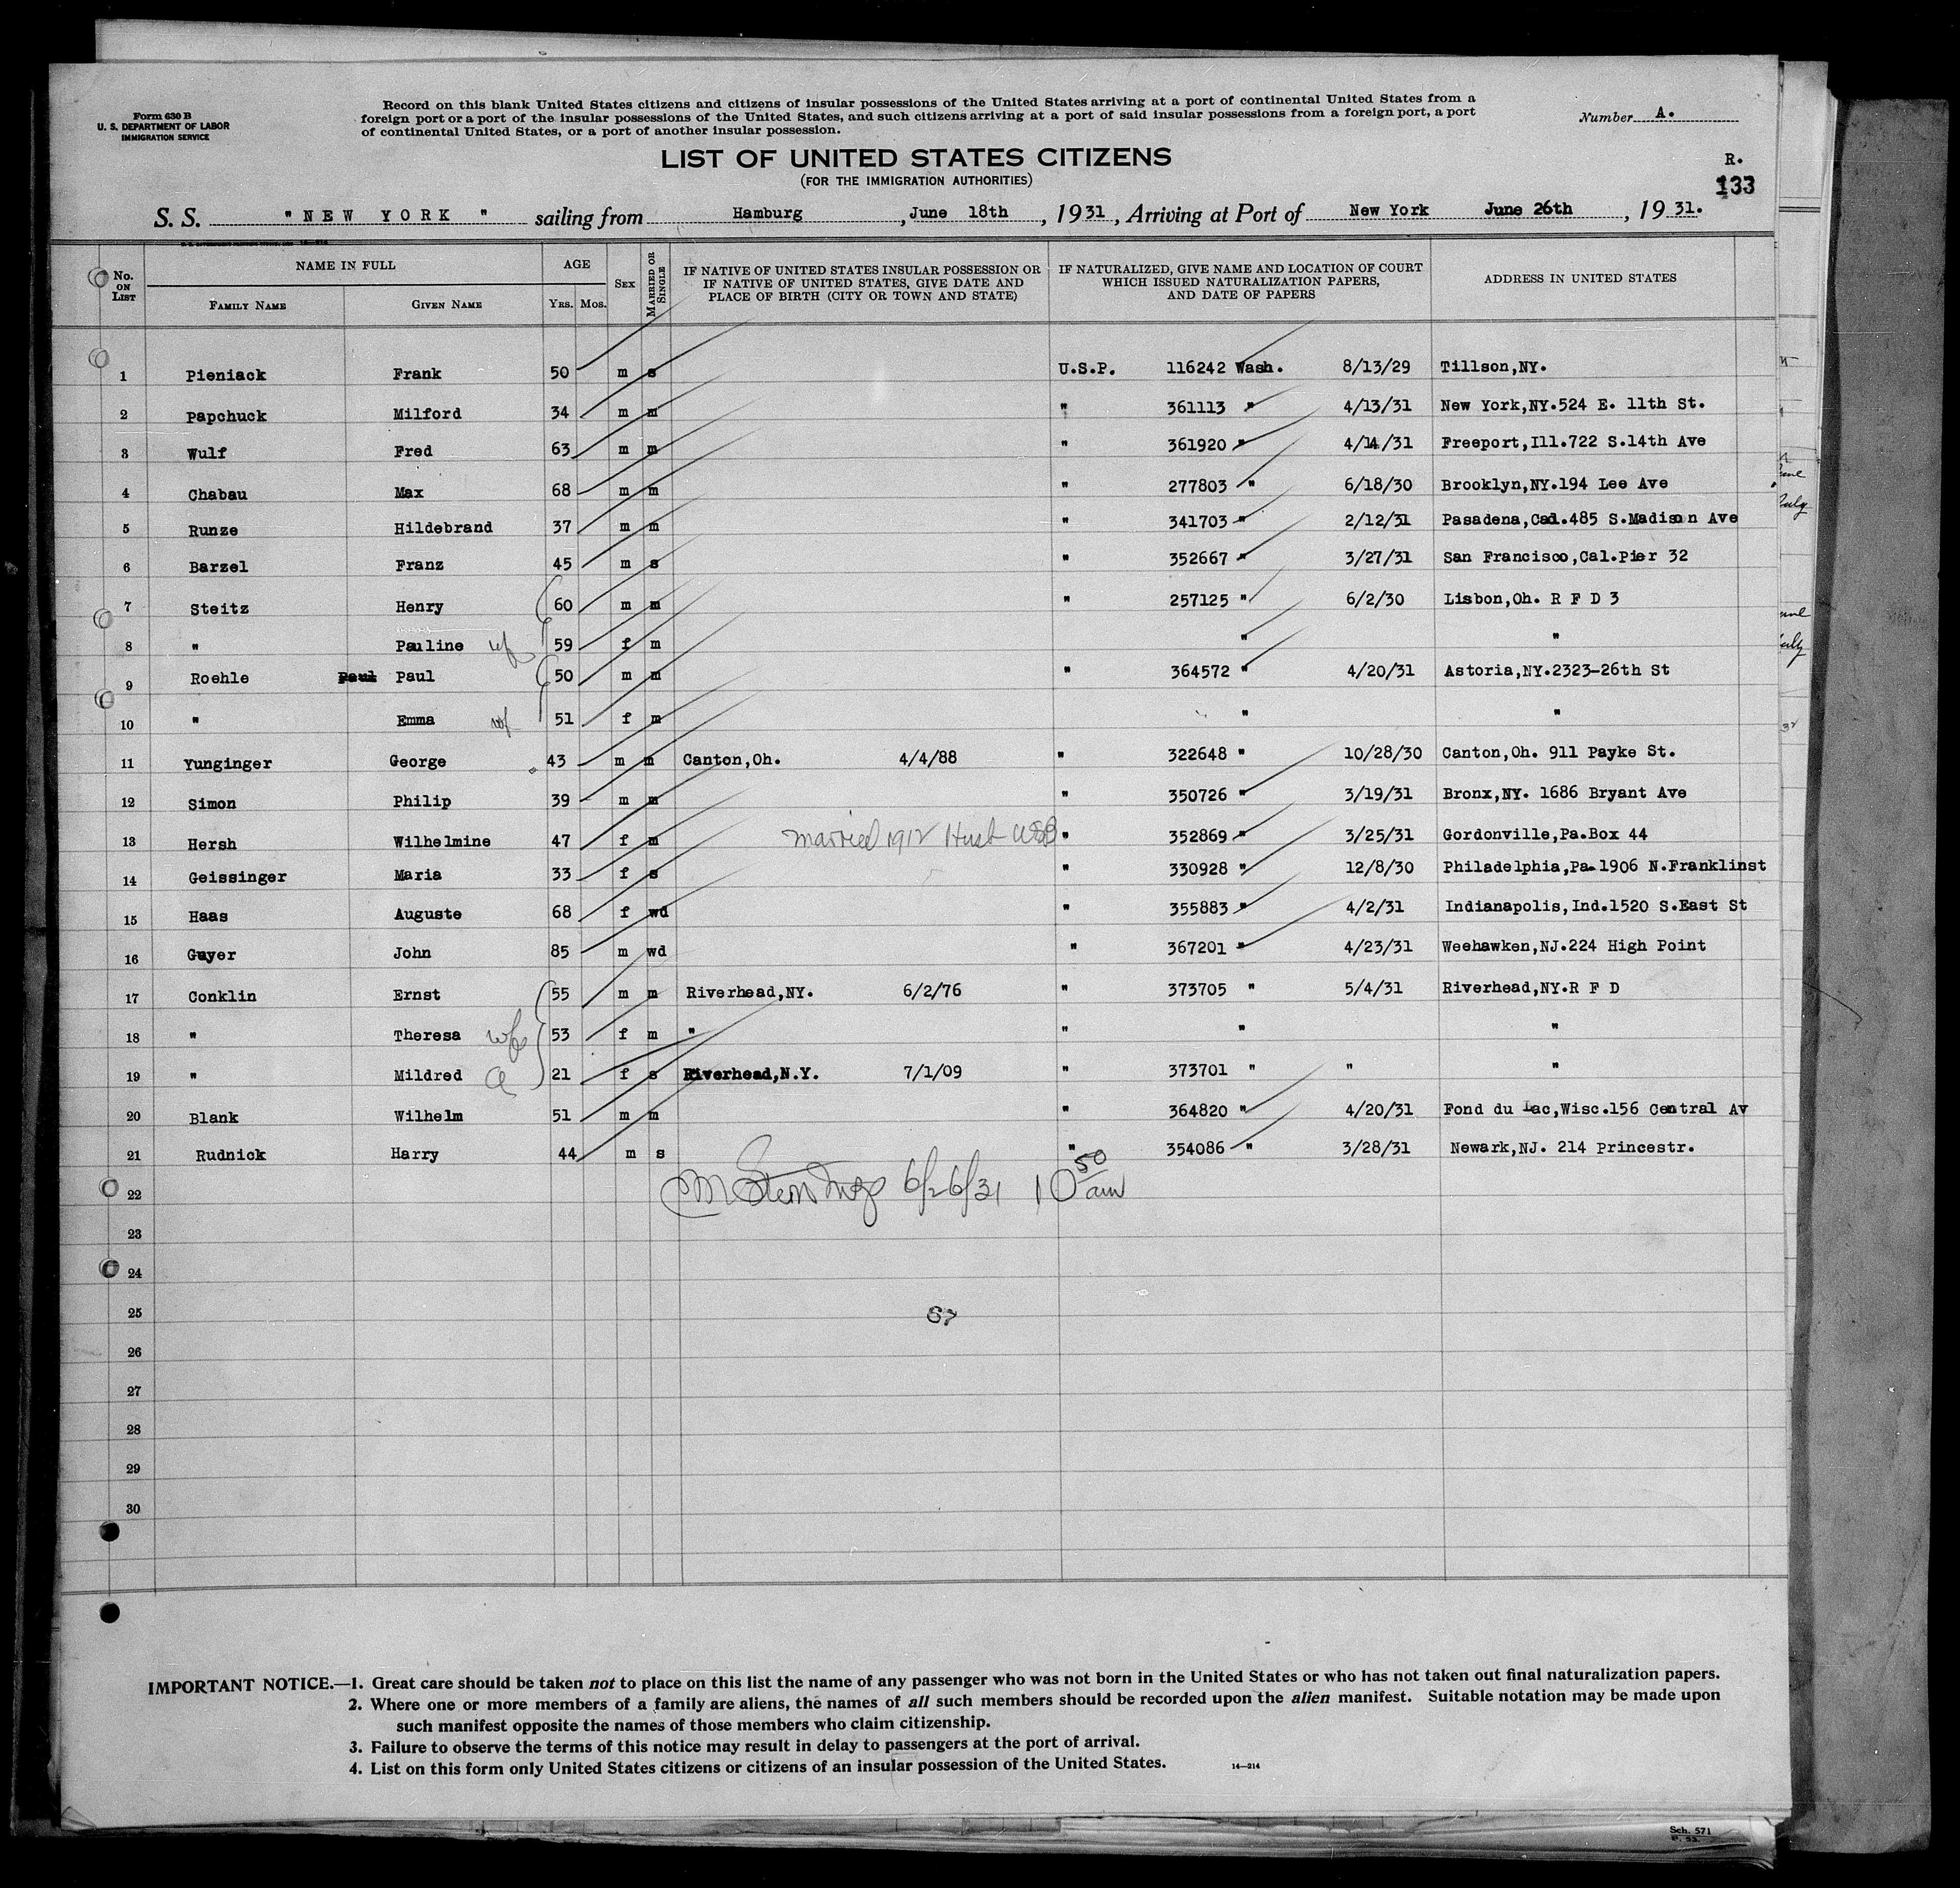 Form 630 B
U. S. DEPARTMENT OF LABOR
IMMIGRATION SERVICE
Record on this blank United States citizens and citizens of insular possessions of the United States arriving at a port of continental United States from a
foreign port or a port of the insular possessions of the United States, and such citizens arriving at a port of said insular possessions from a foreign port, a port
of continental United States, or a port of another insular possession.
Number A.
LIST OF UNITED STATES CITIZENS
(FOR THE IMMIGRATION AUTHORITIES)
R.
133
S. S. "NEW YORK" sailing from Hamburg, June 18th, 1931, Arriving at Port of New York June 26th, 1931.
No. ON LIST
NAME IN FULL
FAMILY NAME GIVEN NAME
AGE
YRS. MOS.
SEX
MARRIED OR SINGLE
IF NATIVE OF UNITED STATES INSULAR POSSESSION OR
IF NATIVE OF UNITED STATES, GIVE DATE AND
PLACE OF BIRTH (CITY OR TOWN AND STATE)
IF NATURALIZED, GIVE NAME AND LOCATION OF COURT
WHICH ISSUED NATURALIZATION PAPERS,
AND DATE OF PAPERS
ADDRESS IN UNITED STATES
1 Pieniack Frank 50 m s U.S.P. 116242 Wash. 8/13/29 Tillson,NY.
2 Papchuck Milford 34 m m " 361113 " 4/13/31 New York,NY.524 E. 11th St.
3 Wulf Fred 63 m m " 361920 " 4/14/31 Freeport,Ill.722 S.14th Ave
4 Chabau Max 68 m m " 277803 " 6/18/30 Brooklyn,NY.194 Lee Ave
5 Runze Hildebrand 37 m m " 341703 " 2/12/31 Pasadena,Cal.485 S.Madison Ave
6 Barzel Franz 45 m s " 352667 " 3/27/31 San Francisco,Cal.Pier 32
7 Steitz Henry 60 m m " 257125 " 6/2/30 Lisbon,Oh. R F D 3
8 " Pauline wf 59 f m " "
9 Roehle Paul Paul 50 m m " 364572 " 4/20/31 Astoria,NY.2323-26th St
10 " Emma wf 51 f m " "
11 Yunginger George 43 m m Canton,Oh. 4/4/88 " 322648 " 10/28/30 Canton,Oh. 911 Payke St.
12 Simon Philip 39 m m " 350726 " 3/19/31 Bronx,NY. 1686 Bryant Ave
13 Hersh Wilhelmine 47 f m married 1912 Husb USB " 352869 " 3/25/31 Gordonville,Pa.Box 44
14 Geissinger Maria 33 f s " 330928 " 12/8/30 Philadelphia,Pa.1906 N.Franklinst
15 Haas Auguste 68 f wd " 355883 " 4/2/31 Indianapolis,Ind.1520 S.East St
16 Guyer John 85 m wd " 367201 " 4/23/31 Weehawken,NJ.224 High Point
17 Conklin Ernst 55 m m Riverhead,NY. 6/2/76 " 373705 " 5/4/31 Riverhead,NY.R F D
18 " Theresa wfe 53 f m " " " "
19 " Mildred 21 f s Riverhead,N.Y. 7/1/09 " 373701 " " "
20 Blank Wilhelm 51 m m " 364820 " 4/20/31 Fond du Lac,Wisc.156 Central Av
21 Rudnick Harry 44 m s " 354086 " 3/28/31 Newark,NJ. 214 Princestr.
22 6/26/31 10 50 am
23
24
25
67
26
27
28
29
30
IMPORTANT NOTICE.—1. Great care should be taken not to place on this list the name of any passenger who was not born in the United States or who has not taken out final naturalization papers.
2. Where one or more members of a family are aliens, the names of all such members should be recorded upon the alien manifest. Suitable notation may be made upon
such manifest opposite the names of those members who claim citizenship.
3. Failure to observe the terms of this notice may result in delay to passengers at the port of arrival.
4. List on this form only United States citizens or citizens of an insular possession of the United States.
14—214
Sch. 571